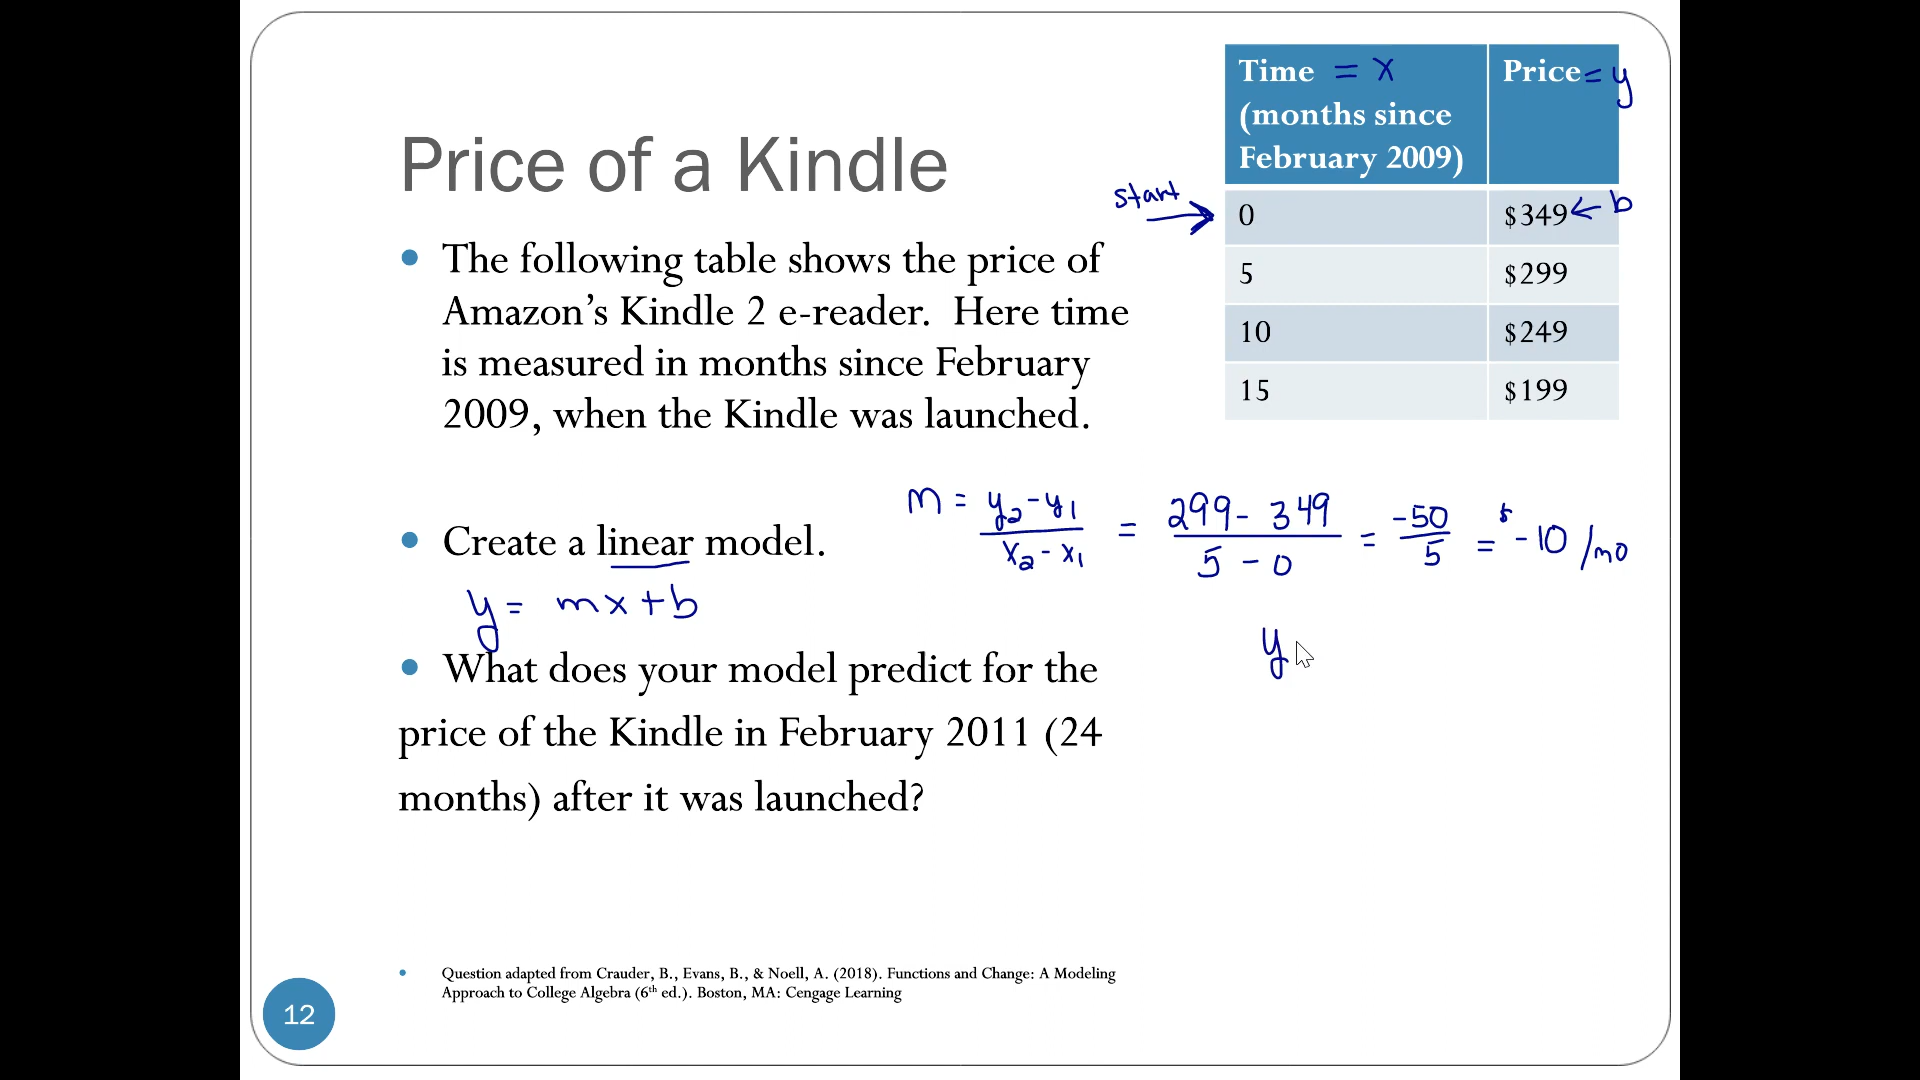 Time = x
(months since
February 2009)
Price = y
Price of a Kindle
start
0 $349 ← b
5 $299
10 $249
15 $199
• The following table shows the price of
Amazon’s Kindle 2 e-reader.  Here time
is measured in months since February
2009, when the Kindle was launched.
m = y₂ - y₁ / x₂ - x₁ = 299 - 349 / 5 - 0 = -50 / 5 = $ -10 /mo
• Create a linear model.
y = mx + b
y
• What does your model predict for the
price of the Kindle in February 2011 (24
months) after it was launched?
• Question adapted from Crauder, B., Evans, B., & Noell, A. (2018). Functions and Change: A Modeling
Approach to College Algebra (6th ed.). Boston, MA: Cengage Learning
12